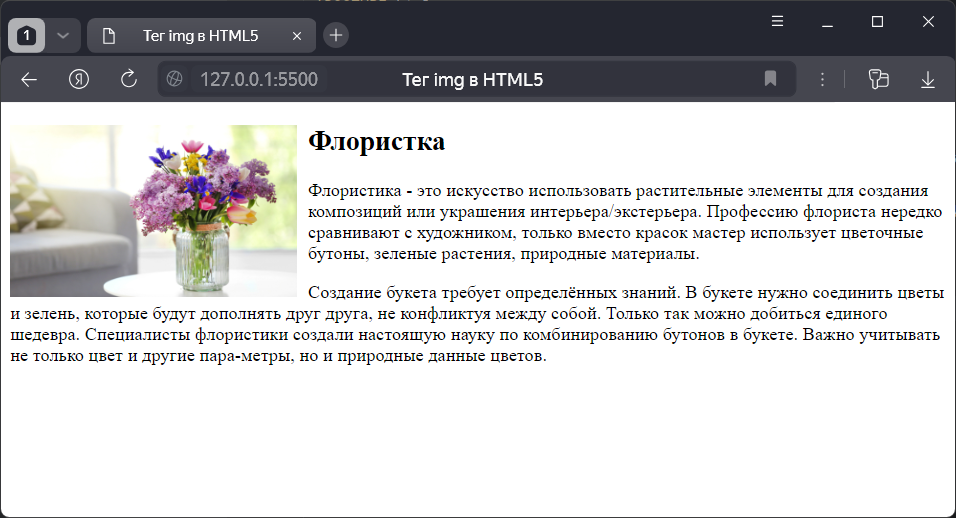 1
Тег img в HTML5
Я
127.0.0.1:5500
Тег img в HTML5
Флористка
Флористика - это искусство использовать растительные элементы для создания
композиций или украшения интерьера/экстерьера. Профессию флориста нередко
сравнивают с художником, только вместо красок мастер использует цветочные
бутоны, зеленые растения, природные материалы.
Создание букета требует определённых знаний. В букете нужно соединить цветы
и зелень, которые будут дополнять друг друга, не конфликтуя между собой. Только так можно добиться единого
шедевра. Специалисты флористики создали настоящую науку по комбинированию бутонов в букете. Важно учитывать
не только цвет и другие пара-метры, но и природные данные цветов.